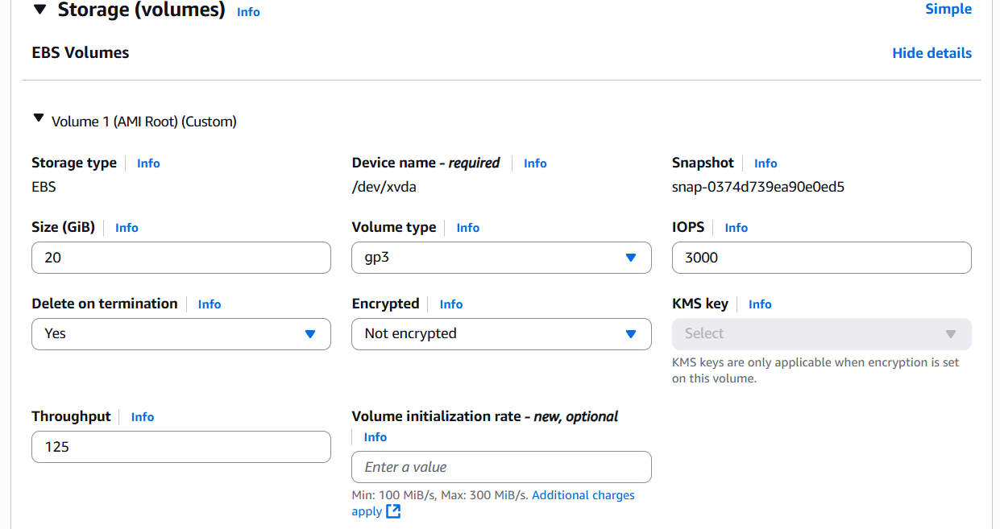 Storage (volumes) Info Simple
EBS Volumes Hide details
Volume 1 (AMI Root) (Custom)
Storage type Info Device name - required Info Snapshot Info
EBS /dev/xvda snap-0374d739ea90e0ed5
Size (GiB) Info Volume type Info IOPS Info
20 gp3 3000
Delete on termination Info Encrypted Info KMS key Info
Yes Not encrypted Select
KMS keys are only applicable when encryption is set
on this volume.
Throughput Info Volume initialization rate - new, optional
Info
125 Enter a value
Min: 100 MiB/s, Max: 300 MiB/s. Additional charges
apply